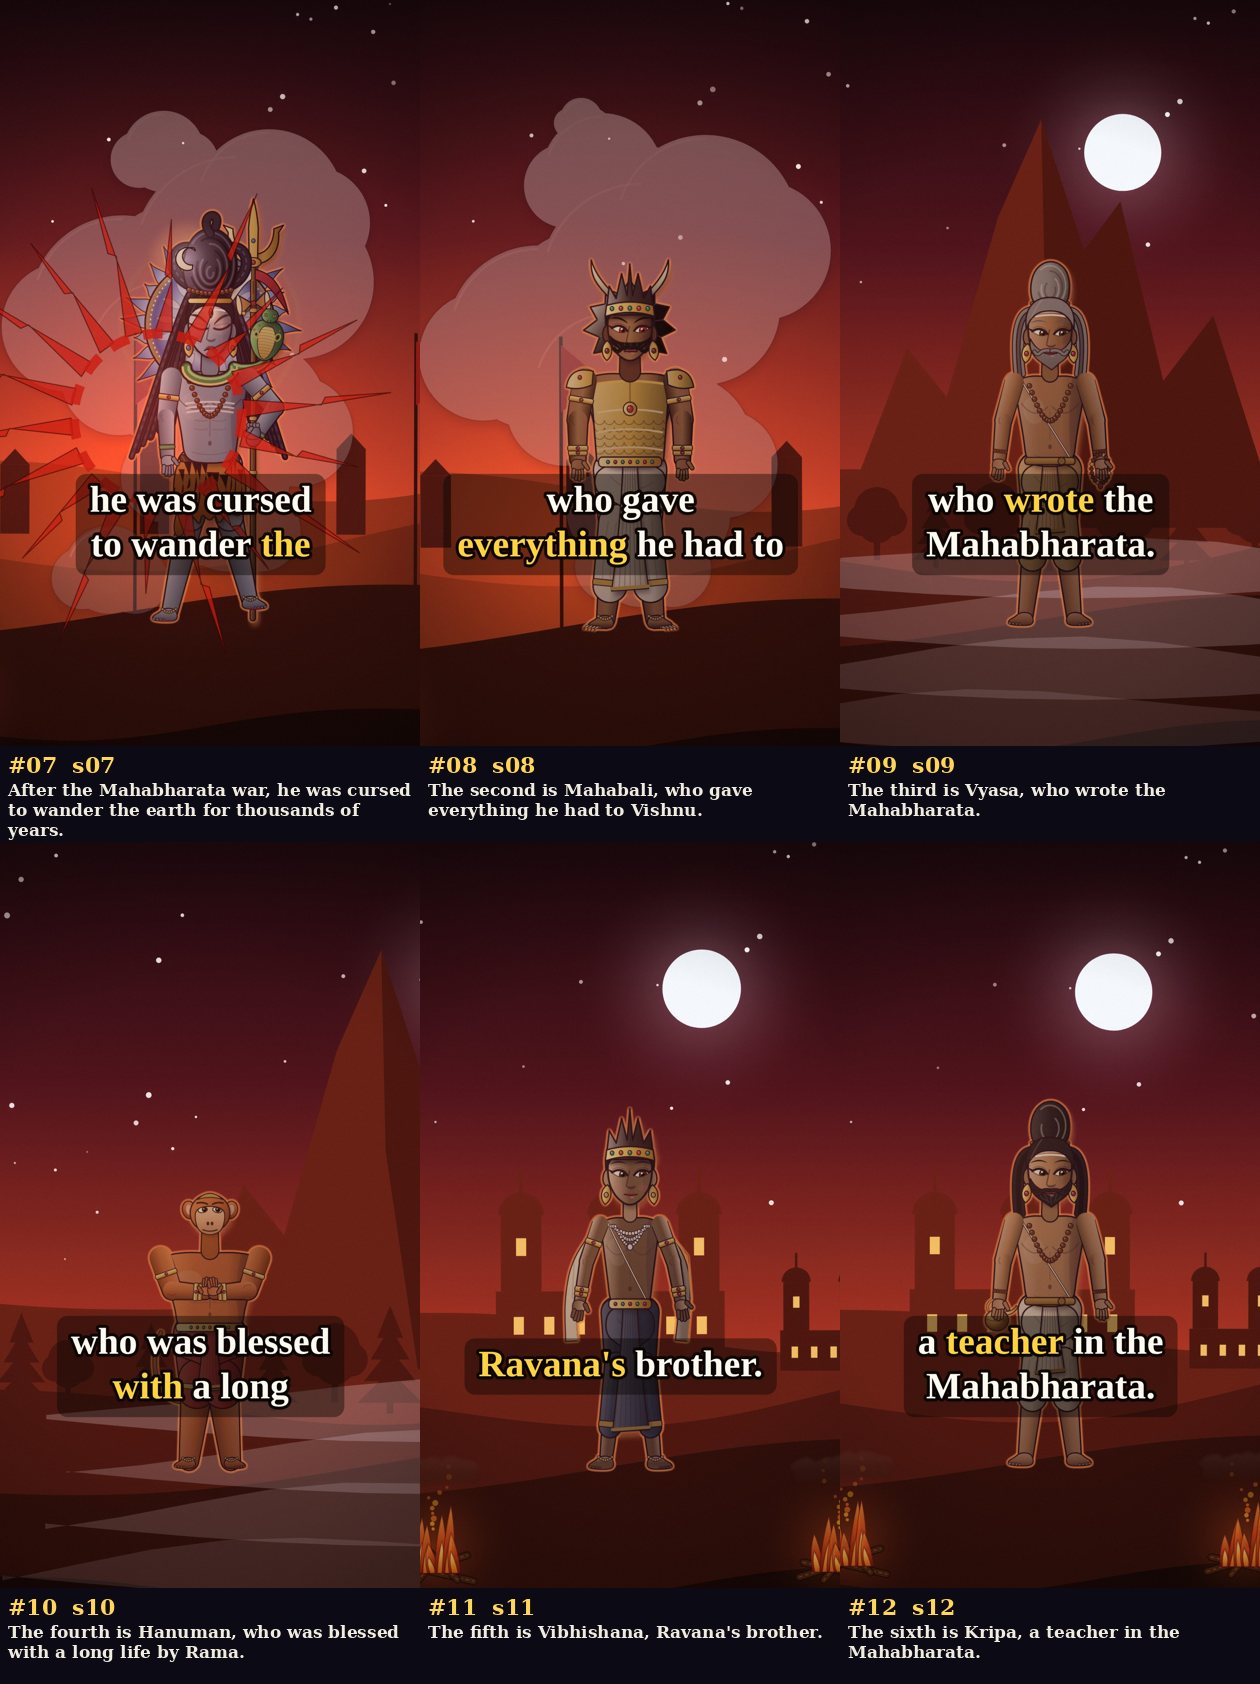 he was cursed
to wander the
who gave
everything he had to
who wrote the
Mahabharata.
#07 s07
After the Mahabharata war, he was cursed
to wander the earth for thousands of
years.
#08 s08
The second is Mahabali, who gave
everything he had to Vishnu.
#09 s09
The third is Vyasa, who wrote the
Mahabharata.
who was blessed
with a long
Ravana's brother.
a teacher in the
Mahabharata.
#10 s10
The fourth is Hanuman, who was blessed
with a long life by Rama.
#11 s11
The fifth is Vibhishana, Ravana's brother.
#12 s12
The sixth is Kripa, a teacher in the
Mahabharata.